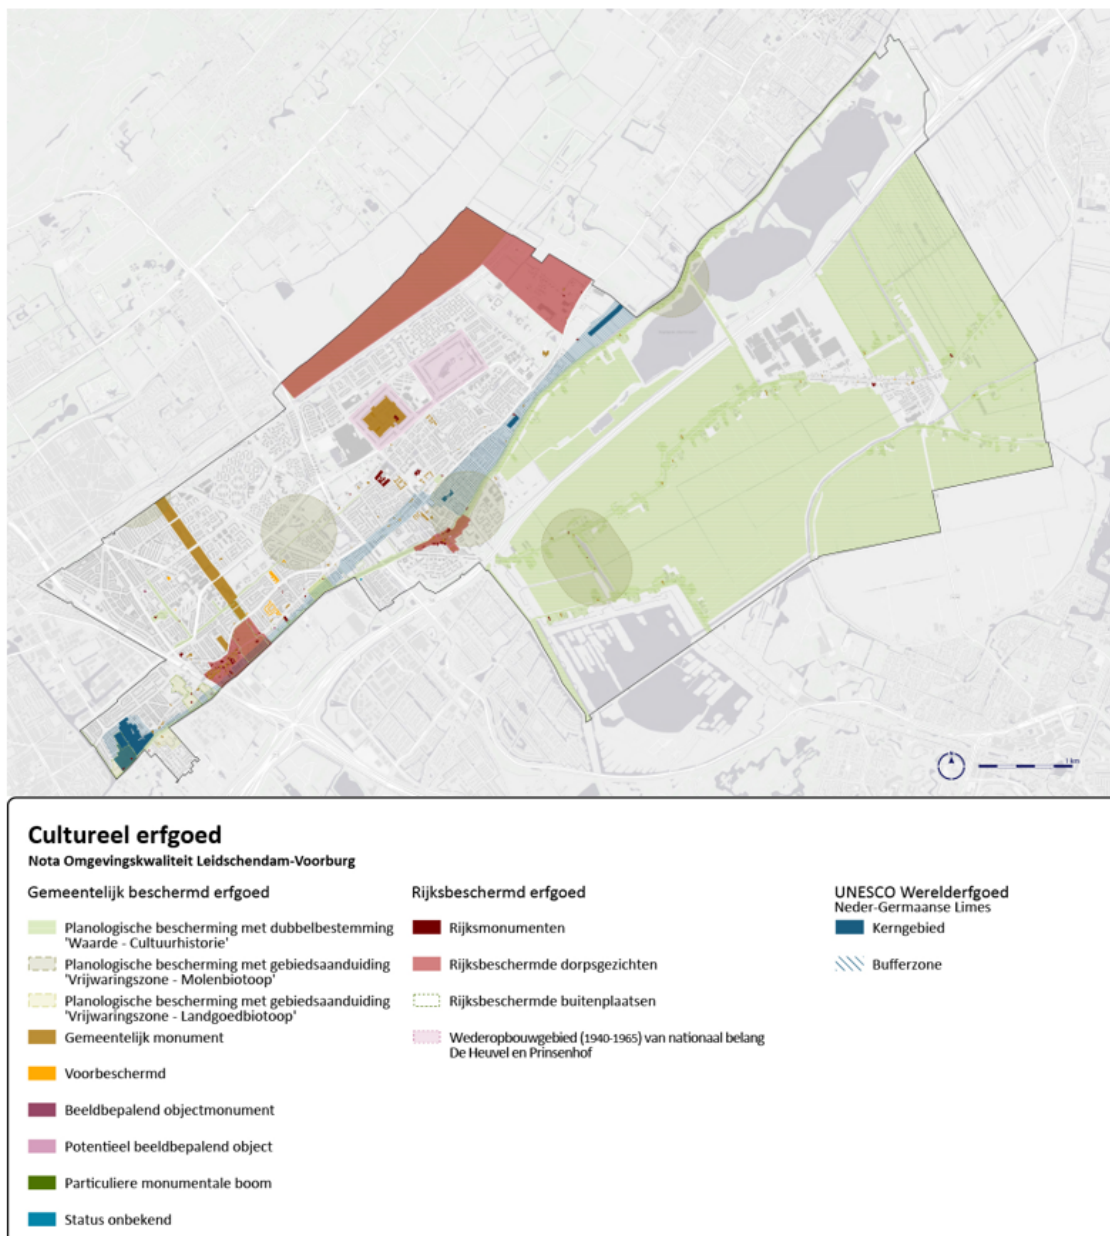 N
1 km
Cultureel erfgoed
Nota Omgevingskwaliteit Leidschendam-Voorburg
Gemeentelijk beschermd erfgoed
Planologische bescherming met dubbelbestemming
'Waarde - Cultuurhistorie'
Planologische bescherming met gebiedsaanduiding
'Vrijwaringszone - Molenbiotoop'
Planologische bescherming met gebiedsaanduiding
'Vrijwaringszone - Landgoedbiotoop'
Gemeentelijk monument
Voorbeschermd
Beeldbepalend objectmonument
Potentieel beeldbepalend object
Particuliere monumentale boom
Status onbekend
Rijksbeschermd erfgoed
Rijksmonumenten
Rijksbeschermde dorpsgezichten
Rijksbeschermde buitenplaatsen
Wederopbouwgebied (1940-1965) van nationaal belang
De Heuvel en Prinsenhof
UNESCO Werelderfgoed
Neder-Germaanse Limes
Kerngebied
Bufferzone